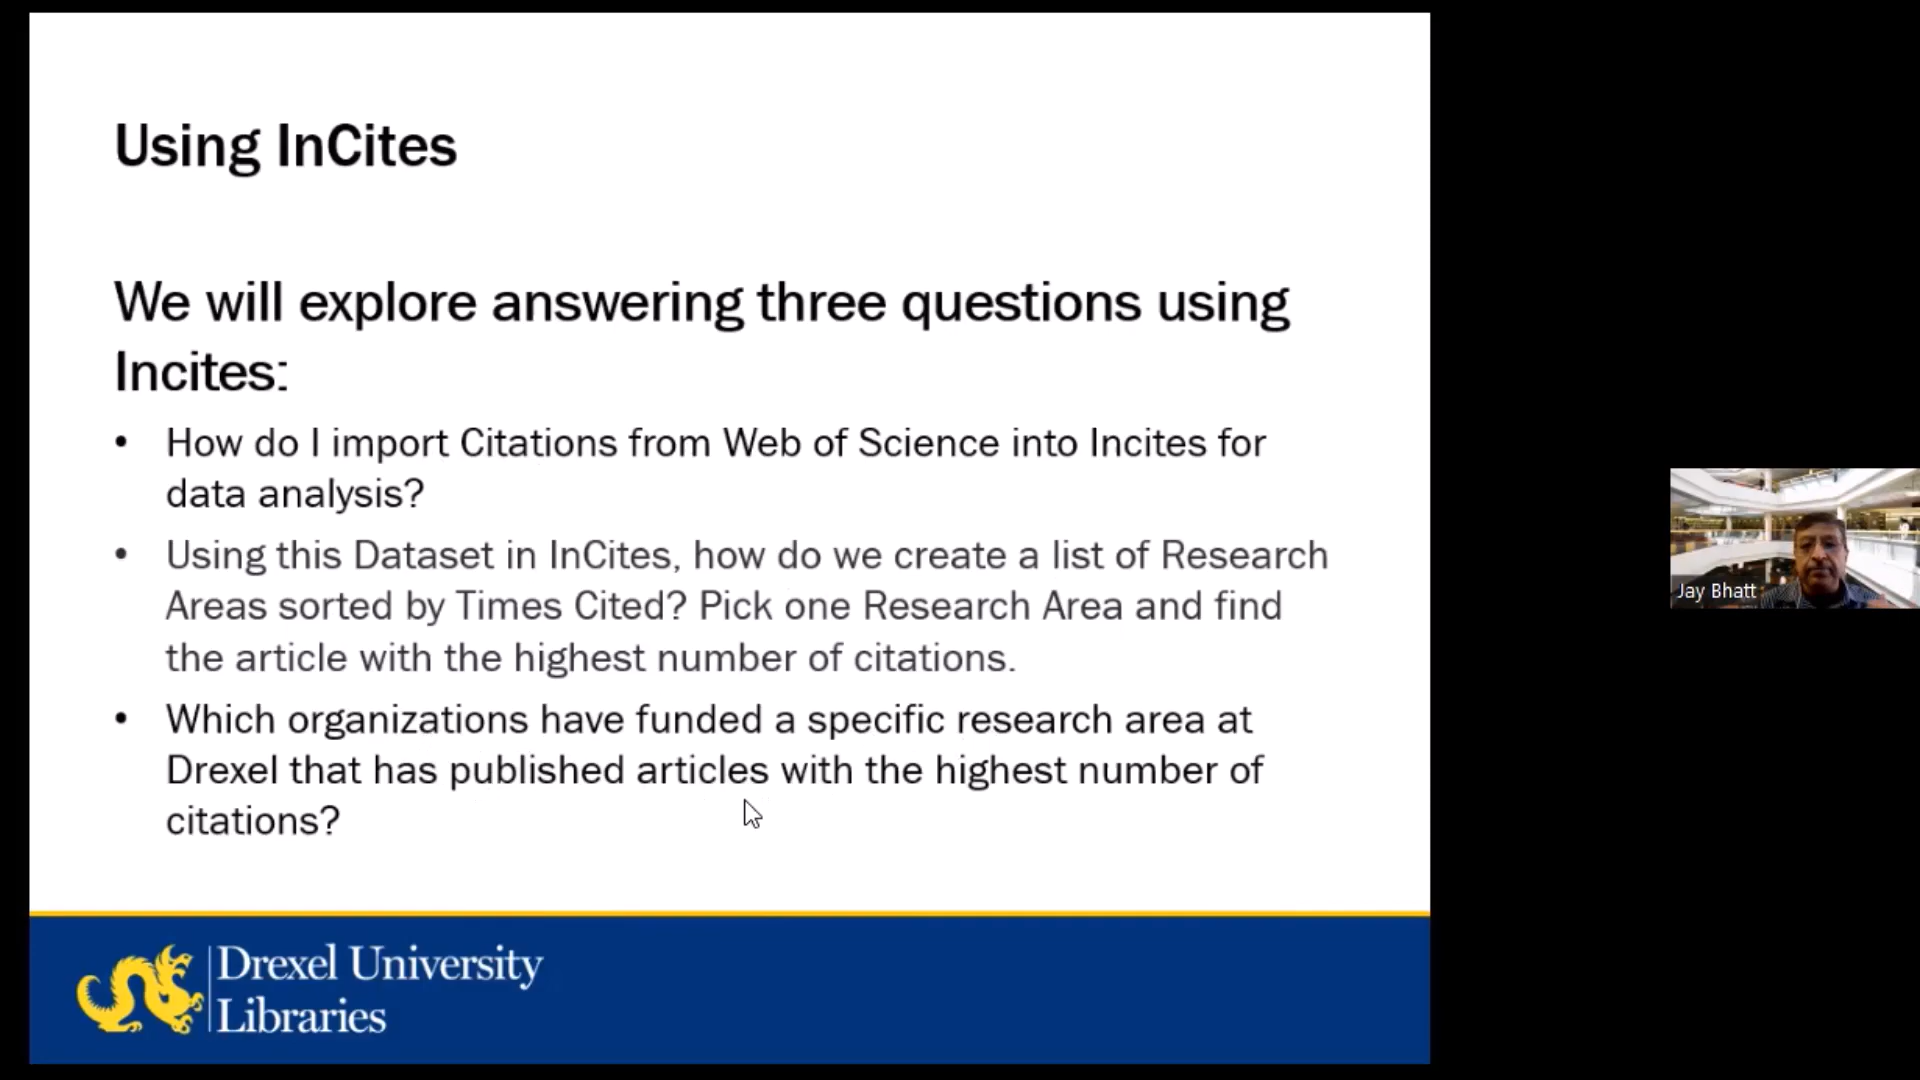 Using InCites
We will explore answering three questions using
Incites:
• How do I import Citations from Web of Science into Incites for
data analysis?
• Using this Dataset in InCites, how do we create a list of Research
Areas sorted by Times Cited? Pick one Research Area and find
the article with the highest number of citations.
• Which organizations have funded a specific research area at
Drexel that has published articles with the highest number of
citations?
Drexel University
Libraries
Jay Bhatt